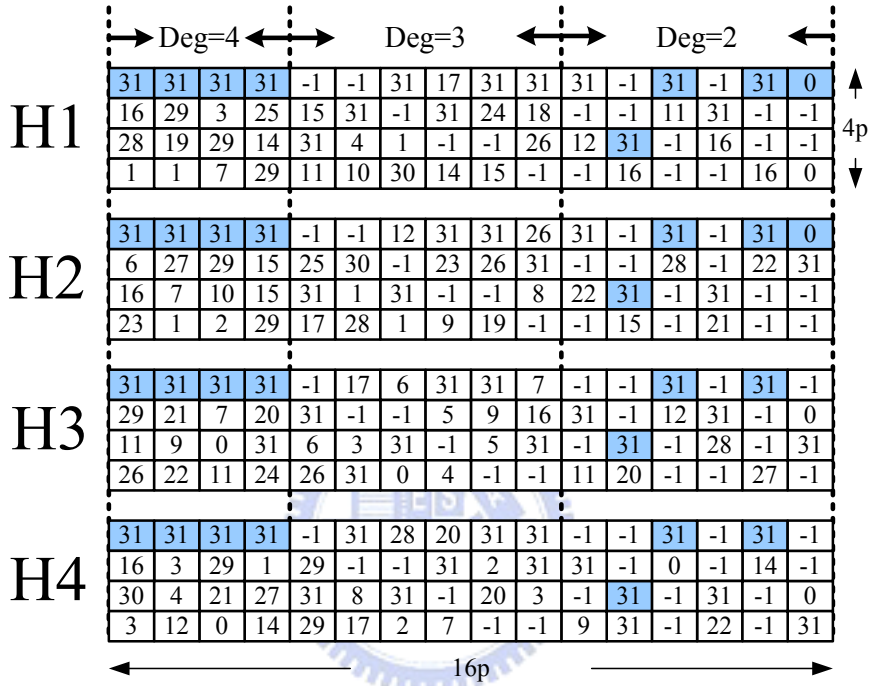 Deg=4 Deg=3 Deg=2
H1
31 31 31 31 -1 -1 31 17 31 31 31 -1 31 -1 31 0
16 29 3 25 15 31 -1 31 24 18 -1 -1 11 31 -1 -1
28 19 29 14 31 4 1 -1 -1 26 12 31 -1 16 -1 -1
1 1 7 29 11 10 30 14 15 -1 -1 16 -1 -1 16 0
4p
H2
31 31 31 31 -1 -1 12 31 31 26 31 -1 31 -1 31 0
6 27 29 15 25 30 -1 23 26 31 -1 -1 28 -1 22 31
16 7 10 15 31 1 31 -1 -1 8 22 31 -1 31 -1 -1
23 1 2 29 17 28 1 9 19 -1 -1 15 -1 21 -1 -1
H3
31 31 31 31 -1 17 6 31 31 7 -1 -1 31 -1 31 -1
29 21 7 20 31 -1 -1 5 9 16 31 -1 12 31 -1 0
11 9 0 31 6 3 31 -1 5 31 -1 31 -1 28 -1 31
26 22 11 24 26 31 0 4 -1 -1 11 20 -1 -1 27 -1
H4
31 31 31 31 -1 31 28 20 31 31 -1 -1 31 -1 31 -1
16 3 29 1 29 -1 -1 31 2 31 31 -1 0 -1 14 -1
30 4 21 27 31 8 31 -1 20 3 -1 31 -1 31 -1 0
3 12 0 14 29 17 2 7 -1 -1 9 31 -1 22 -1 31
16p